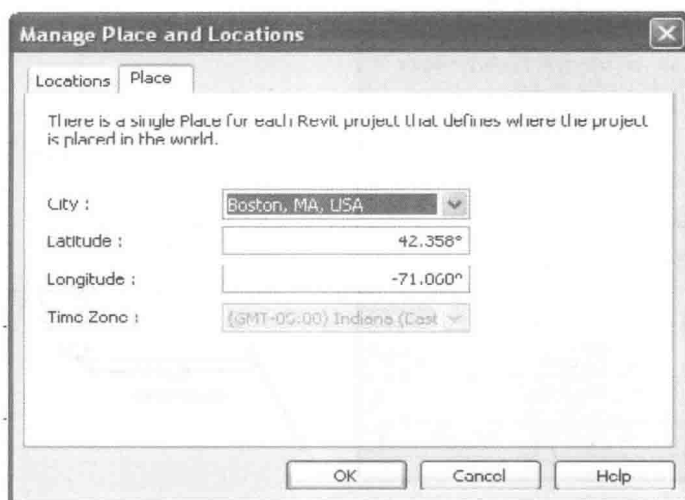 Manage Place and Locations
Locations Place
There is a single Place for each Revit project that defines where the project
is placed in the world.
City :
Boston, MA, USA
Latitude :
42.358°
Longitude :
-71.060°
Time Zone :
(GMT-05:00) Indiana (East
OK Cancel Help